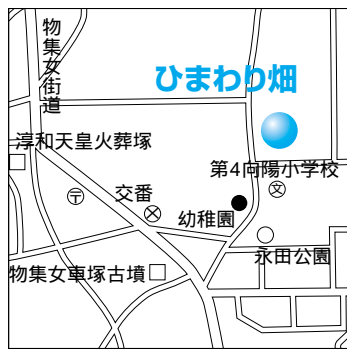 物集女街道
ひまわり畑
淳和天皇火葬塚
第4向陽小学校
文
〒
交番
幼稚園
永田公園
物集女車塚古墳